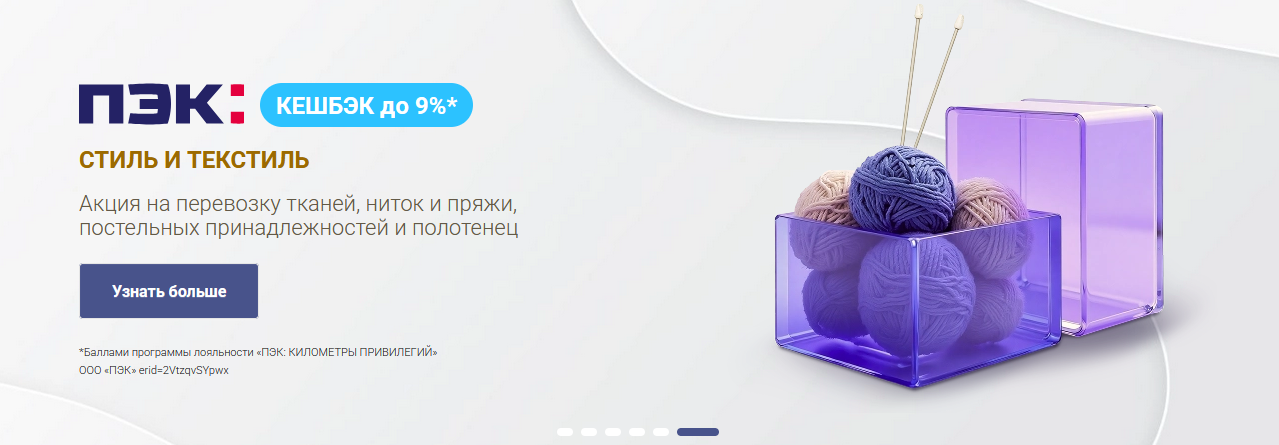 ПЭК:
КЕШБЭК до 9%*
СТИЛЬ И ТЕКСТИЛЬ
Акция на перевозку тканей, ниток и пряжи,
постельных принадлежностей и полотенец
Узнать больше
*Баллами программы лояльности «ПЭК: КИЛОМЕТРЫ ПРИВИЛЕГИЙ»
ООО «ПЭК» erid=2VtzqvSYpwx